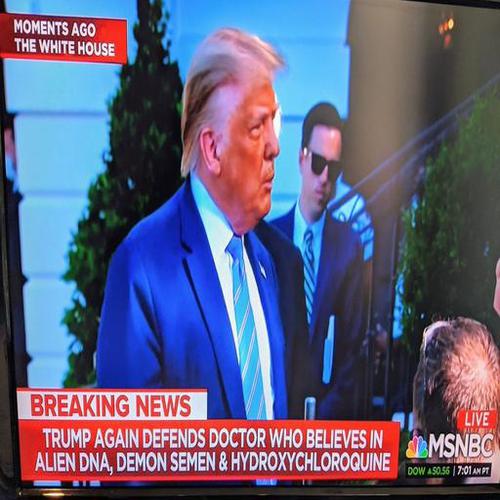 MOMENTS AGO
THE WHITE HOUSE
BREAKING NEWS
TRUMP AGAIN DEFENDS DOCTOR WHO BELIEVES IN
ALIEN DNA, DEMON SEMEN & HYDROXYCHLOROQUINE
LIVE
MSNBC
DOW ▲50.56 7:01 AM PT